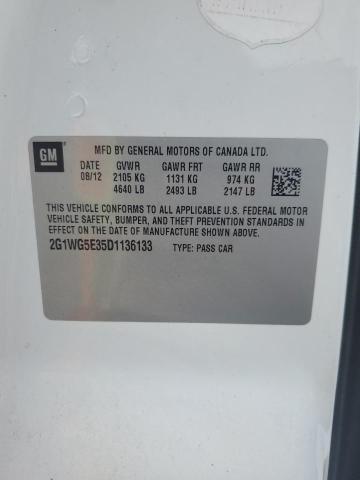 GM
MFD BY GENERAL MOTORS OF CANADA LTD.
DATE GVWR GAWR FRT GAWR RR
08/12 2105 KG 1131 KG 974 KG
4640 LB 2493 LB 2147 LB
THIS VEHICLE CONFORMS TO ALL APPLICABLE U.S. FEDERAL MOTOR
VEHICLE SAFETY, BUMPER, AND THEFT PREVENTION STANDARDS IN
EFFECT ON THE DATE OF MANUFACTURE SHOWN ABOVE.
2G1WG5E35D1136133 TYPE: PASS CAR